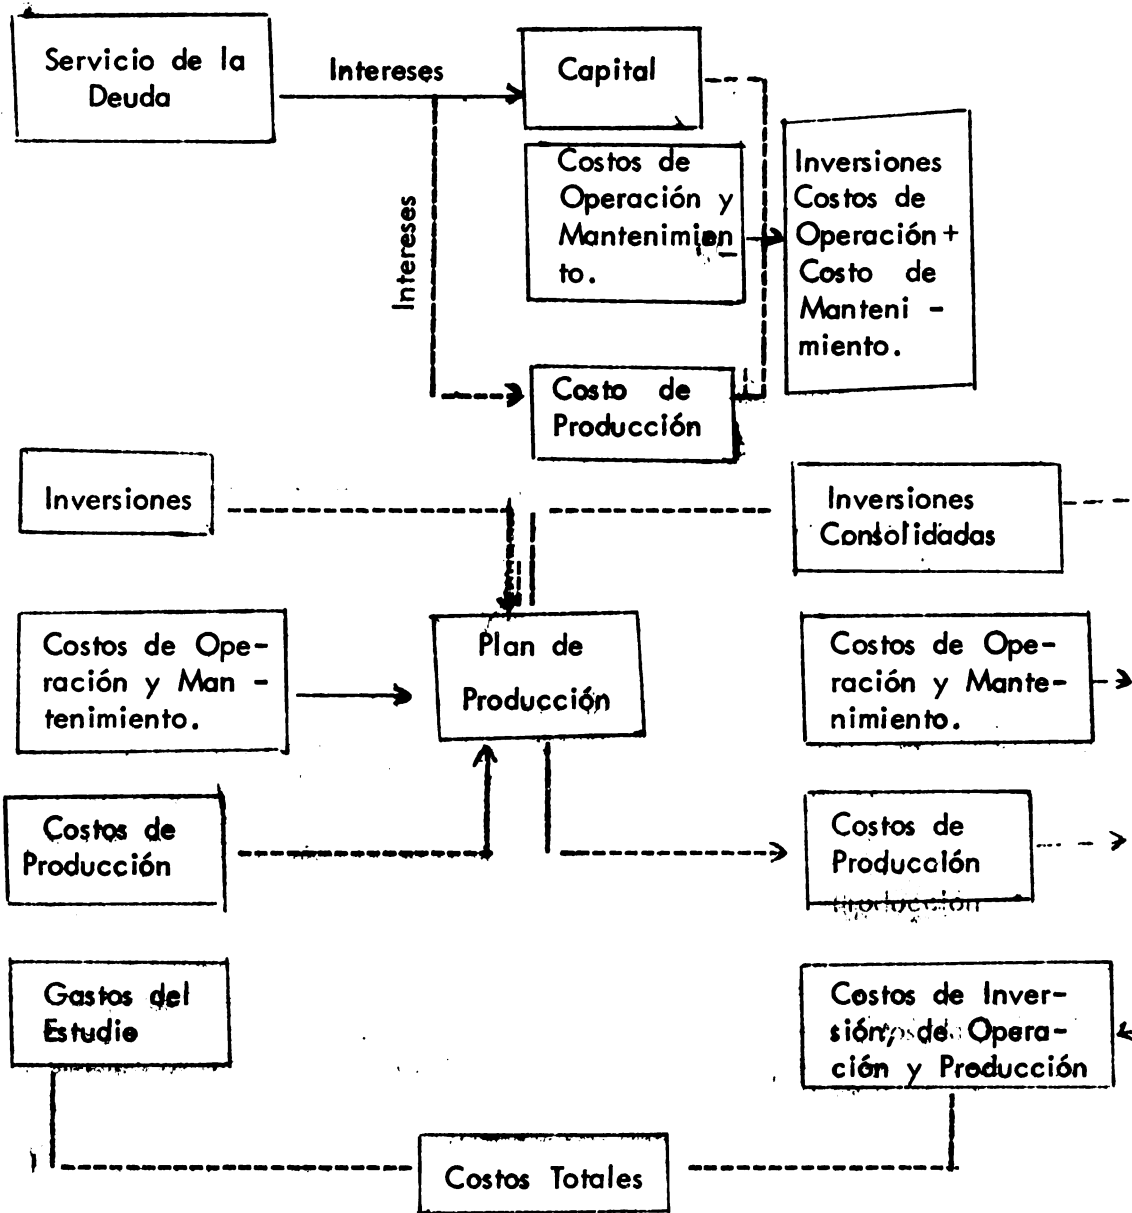 Servicio de la
Deuda
Intereses
Capital
Costos de
Operación y
Mantenimien
to.
Inversiones
Costos de
Operación +
Costo de
Manteni -
miento.
Intereses
Costo de
Producción
Inversiones
Inversiones
Consolidadas
Costos de Ope-
ración y Man -
tenimiento.
Plan de
Producción
Costos de Ope-
ración y Mante-
nimiento.
Costos de
Producción
Costos de
Producción
producción
Gastos del
Estudio
Costos de Inver-
sión, de Opera-
ción y Producción
Costos Totales